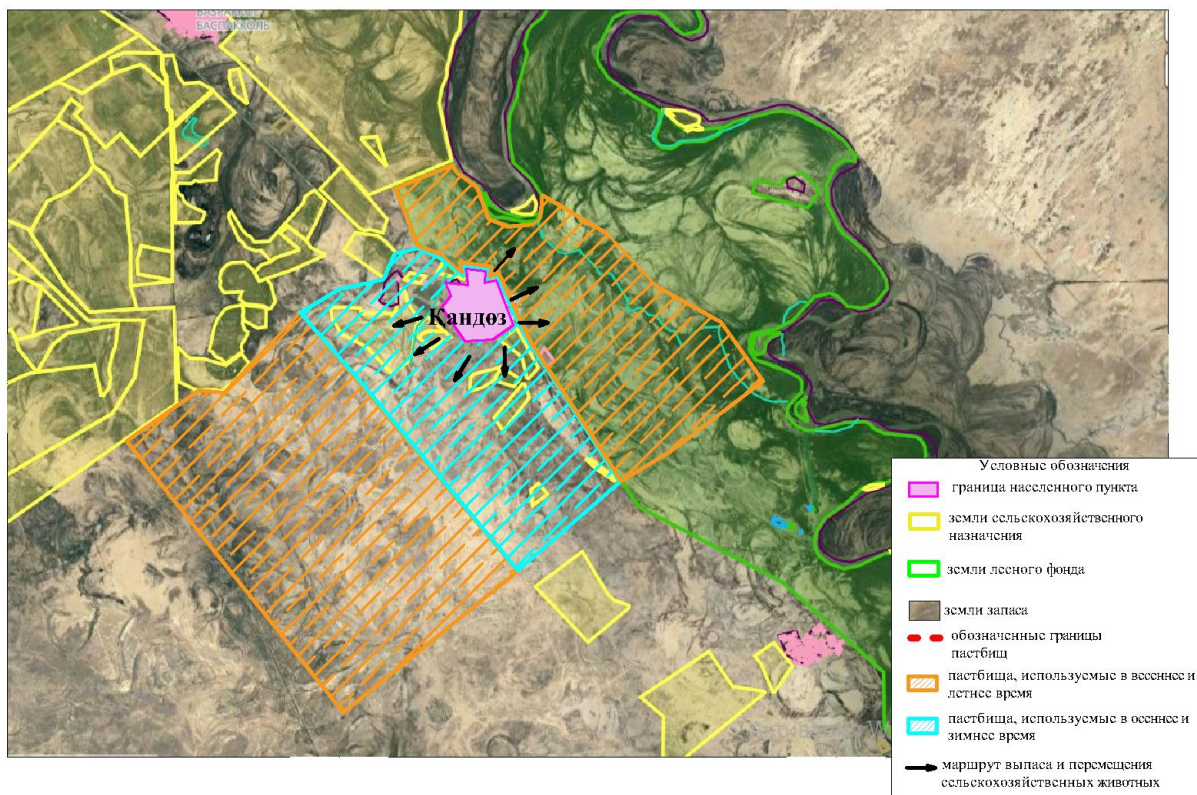 БАСПАККОЛЬ
Қандөз
Условные обозначения
граница населенного пункта
земли сельскохозяйственного
назначения
земли лесного фонда
земли запаса
обозначенные границы
пастбищ
пастбища, используемые в весеннее и
летнее время
пастбища, используемые в осеннее и
зимнее время
маршрут выпаса и перемещения
сельскохозяйственных животных